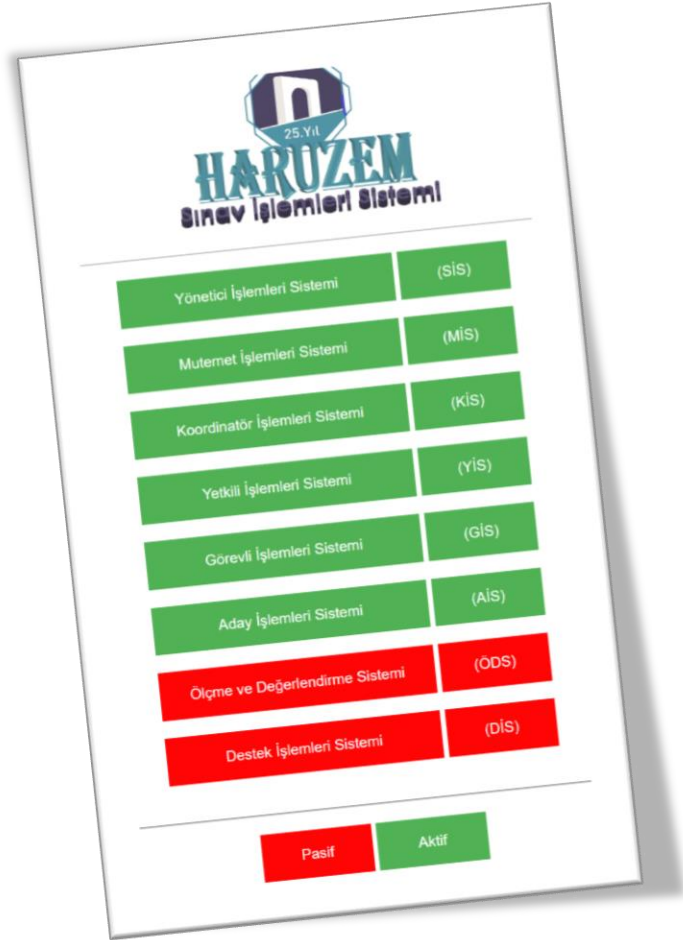 25.Yıl
HARUZEM
Sınav İşlemleri Sistemi
Yönetici İşlemleri Sistemi (SİS)
Mutemet İşlemleri Sistemi (MİS)
Koordinatör İşlemleri Sistemi (KİS)
Yetkili İşlemleri Sistemi (YİS)
Görevli İşlemleri Sistemi (GİS)
Aday İşlemleri Sistemi (AİS)
Ölçme ve Değerlendirme Sistemi (ÖDS)
Destek İşlemleri Sistemi (DİS)
Pasif Aktif